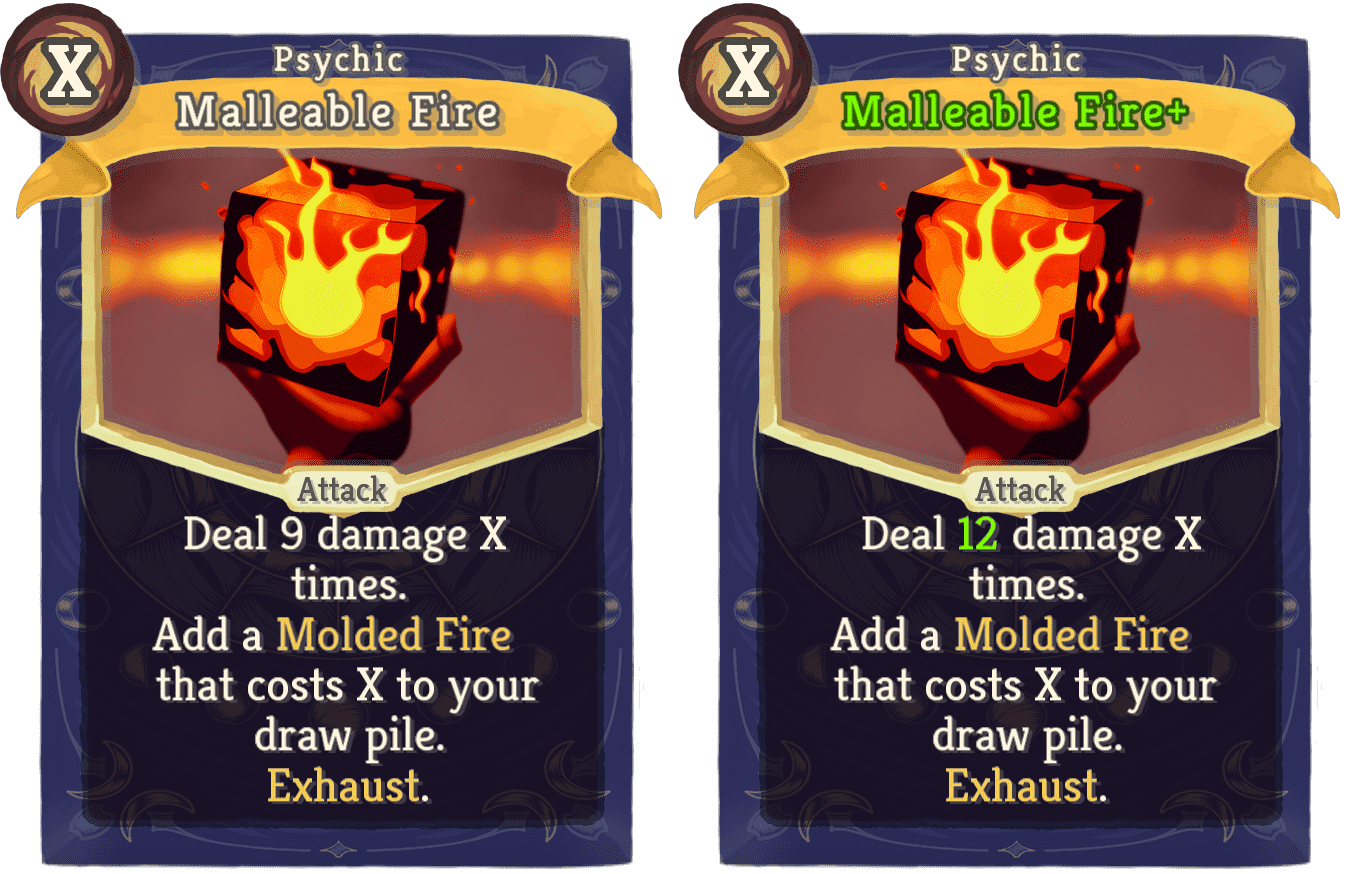 X
Psychic
Malleable Fire
Attack
Deal 9 damage X
times.
Add a Molded Fire
that costs X to your
draw pile.
Exhaust.
X
Psychic
Malleable Fire+
Attack
Deal 12 damage X
times.
Add a Molded Fire
that costs X to your
draw pile.
Exhaust.